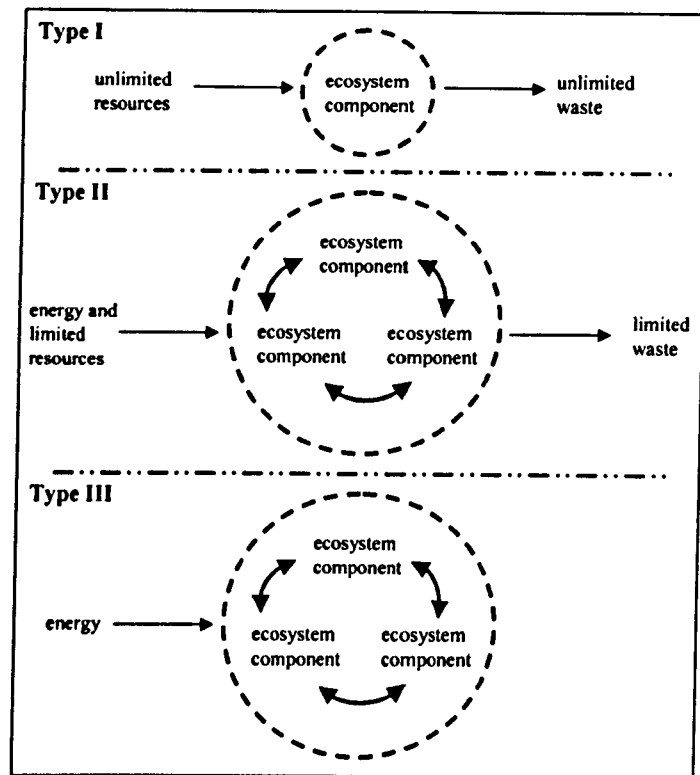 Type I
unlimited
resources
ecosystem
component
unlimited
waste
Type II
ecosystem
component
energy and
limited
resources
ecosystem
component
ecosystem
component
limited
waste
Type III
ecosystem
component
energy
ecosystem
component
ecosystem
component